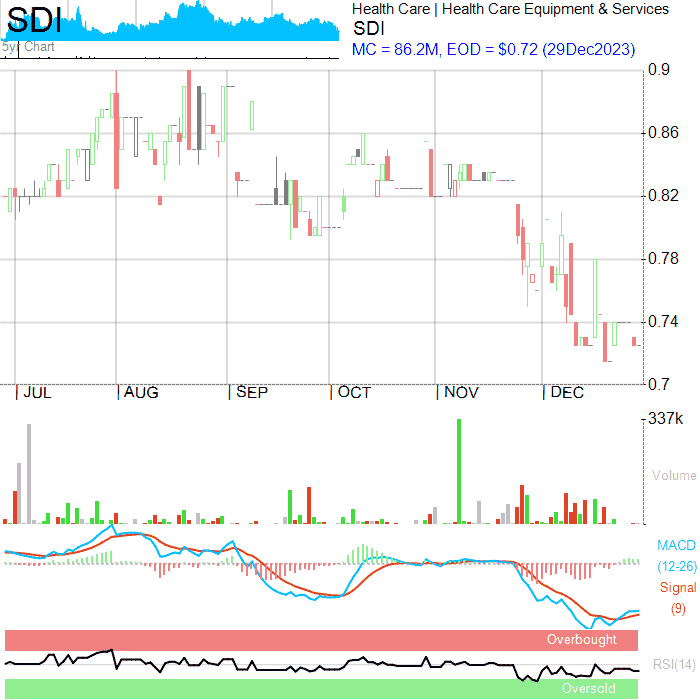 SDI
5yr Chart
Health Care | Health Care Equipment & Services
SDI
MC = 86.2M, EOD = $0.72 (29Dec2023)
0.9
0.86
0.82
0.78
0.74
0.7
JUL
AUG
SEP
OCT
NOV
DEC
337k
Volume
MACD
(12-26)
Signal
(9)
Overbought
RSI(14)
Oversold